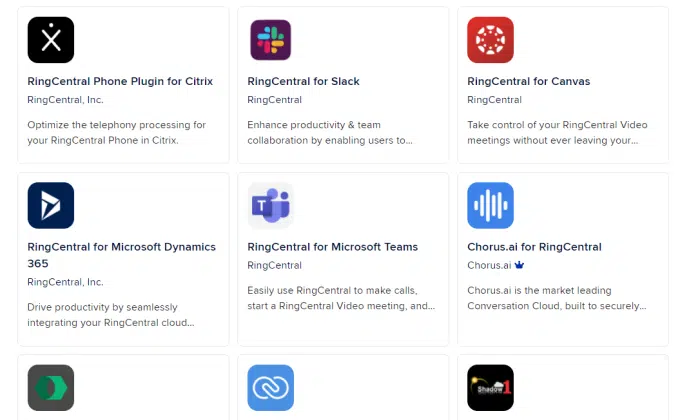 RingCentral Phone Plugin for Citrix
RingCentral, Inc.
Optimize the telephony processing for
your RingCentral Phone in Citrix.
RingCentral for Slack
RingCentral
Enhance productivity & team
collaboration by enabling users to...
RingCentral for Canvas
RingCentral
Take control of your RingCentral Video
meetings without ever leaving your...
RingCentral for Microsoft Dynamics
365
RingCentral, Inc.
Drive productivity by seamlessly
integrating your RingCentral cloud...
T
RingCentral for Microsoft Teams
RingCentral
Easily use RingCentral to make calls,
start a RingCentral Video meeting, and...
Chorus.ai for RingCentral
Chorus.ai
Chorus.ai is the market leading
Conversation Cloud, built to securely...
Shadow1